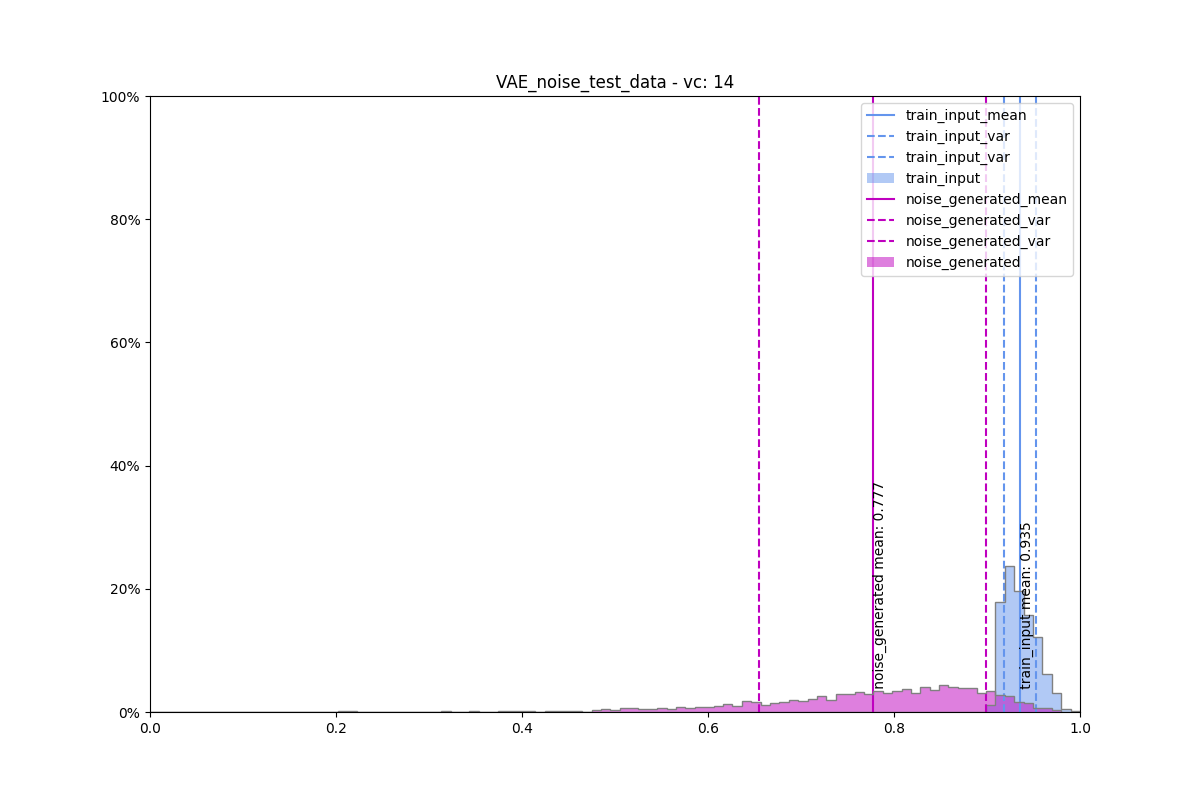 VAE_noise_test_data - vc: 14
100%
80%
60%
40%
20%
0%
train_input_mean
train_input_var
train_input_var
train_input
noise_generated_mean
noise_generated_var
noise_generated_var
noise_generated
noise_generated mean: 0.777
train_input mean: 0.935
0.0
0.2
0.4
0.6
0.8
1.0